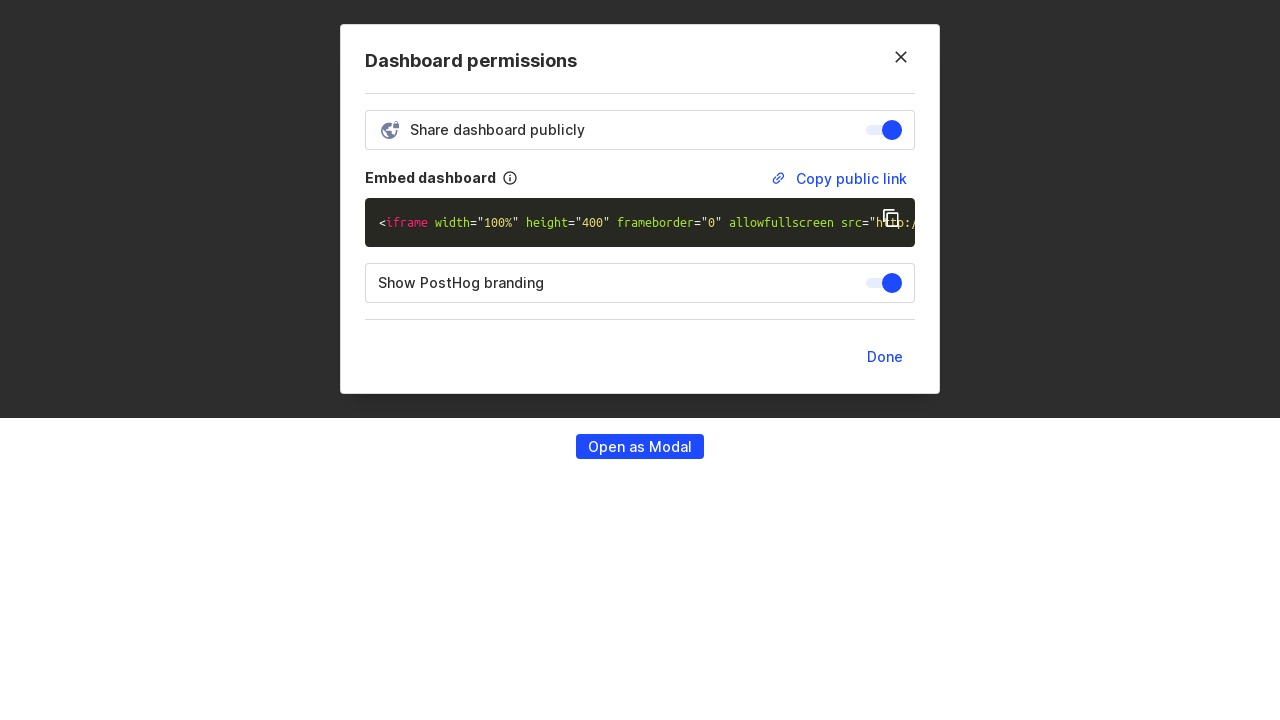 Dashboard permissions
Share dashboard publicly
Embed dashboard
Copy public link
<iframe width="100%" height="400" frameborder="0" allowfullscreen src="http:/
Show PostHog branding
Done
Open as Modal